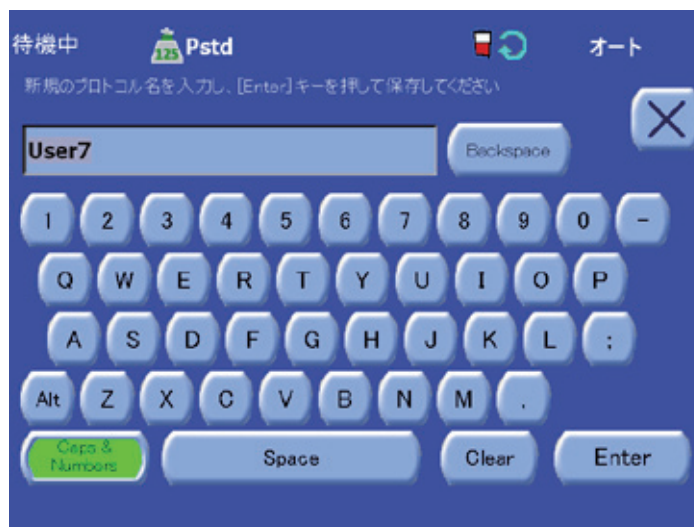 待機中 125 Pstd オート
新規のプロトコル名を入力し、[Enter]キーを押して保存してください
User7 Backspace
1 2 3 4 5 6 7 8 9 0 -
Q W E R T Y U I O P
A S D F G H J K L ;
Alt Z X C V B N M .
Caps &
Numbers Space Clear Enter